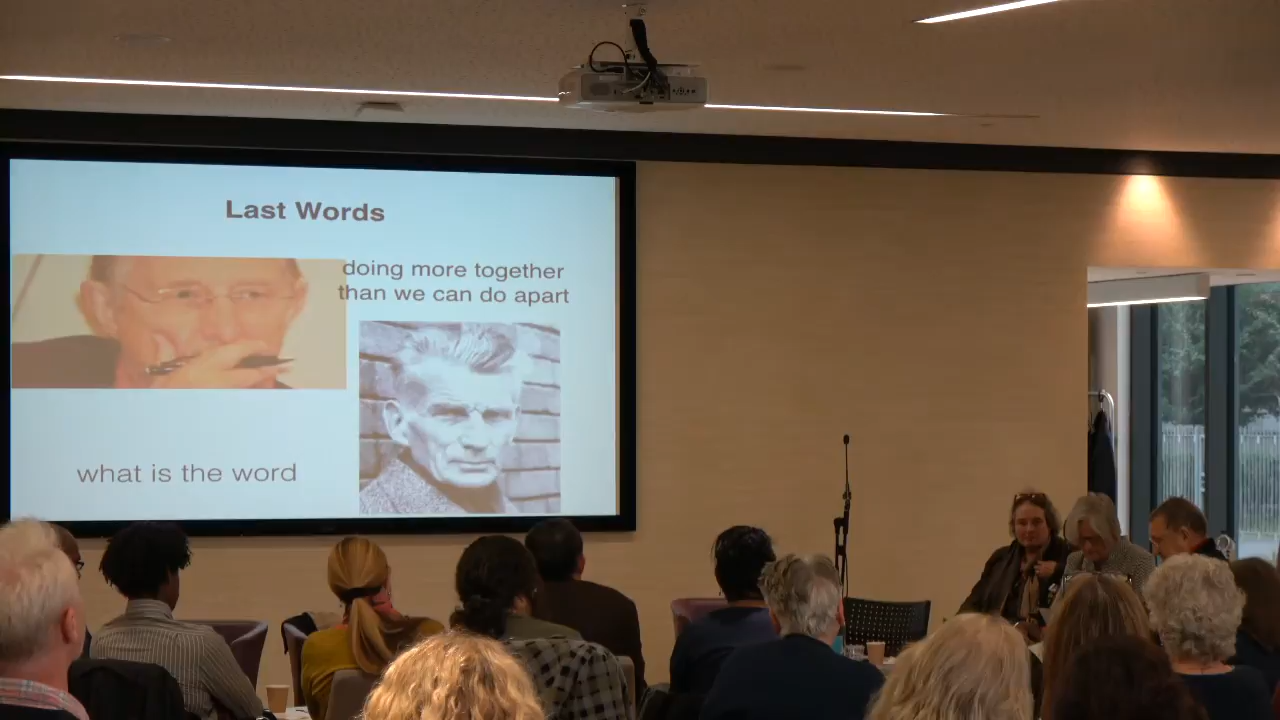 Last Words
doing more together
than we can do apart
what is the word